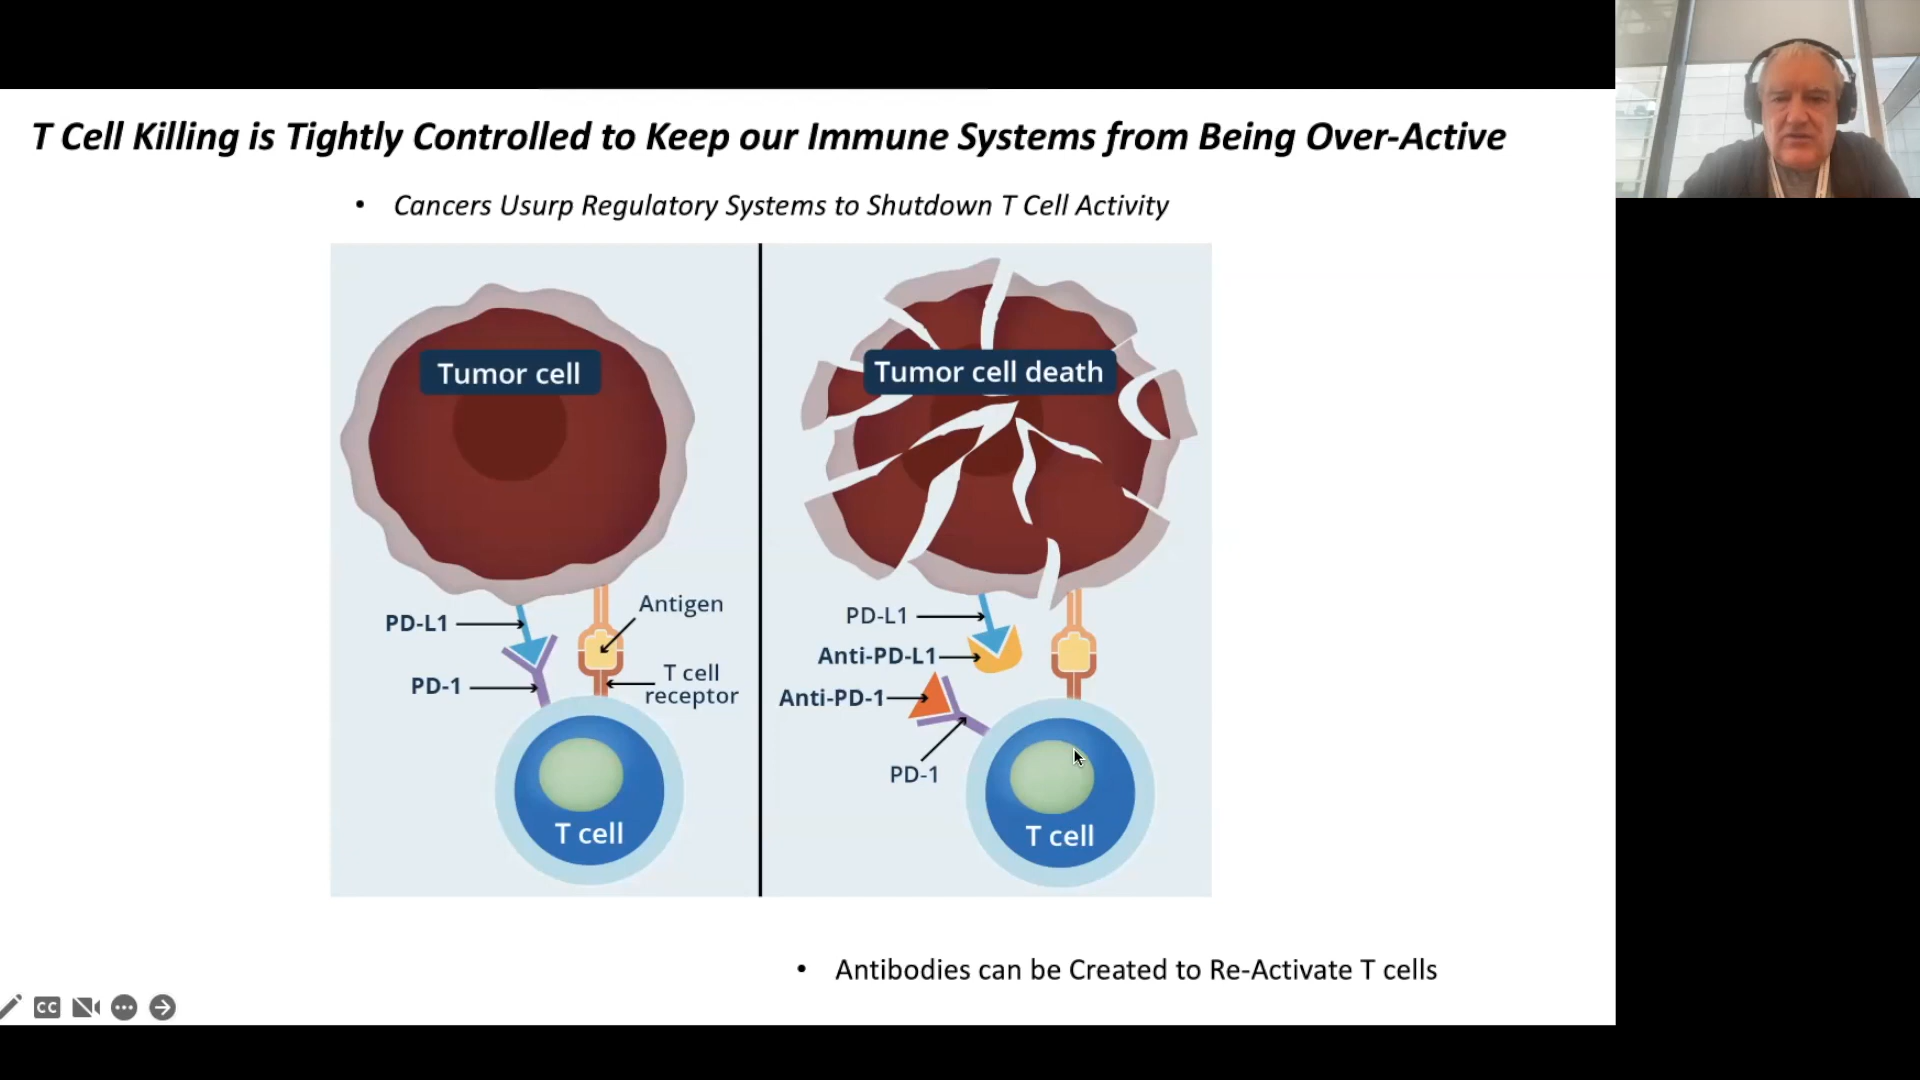 T Cell Killing is Tightly Controlled to Keep our Immune Systems from Being Over-Active
• Cancers Usurp Regulatory Systems to Shutdown T Cell Activity
Tumor cell
PD-L1
Antigen
PD-1
T cell
receptor
T cell
Tumor cell death
PD-L1
Anti-PD-L1
Anti-PD-1
PD-1
T cell
• Antibodies can be Created to Re-Activate T cells
CC